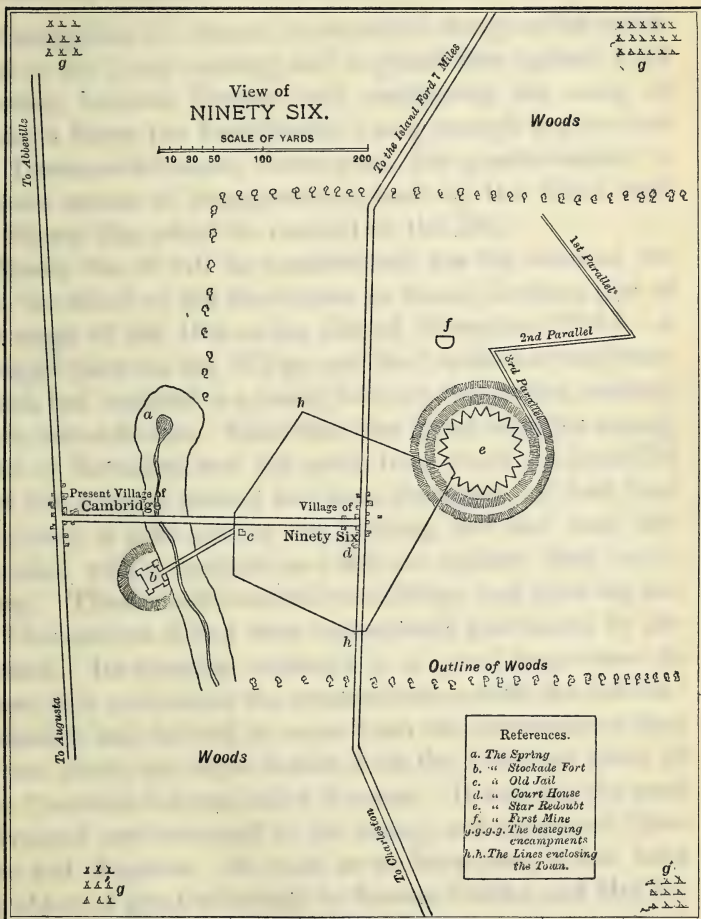 g
g
View of
NINETY SIX.
SCALE OF YARDS
10 30 50 100 200
To Abbeville
To the Island Ford 7 Miles
Woods
1st Parallel
f
2nd Parallel
3rd Parallel
h
a
e
Present Village of
Cambridge
Village of
Ninety Six
c
d
b
h
Outline of Woods
To Augusta
Woods
To Charleston
References.
a. The Spring
b. " Stockade Fort
c. " Old Jail
d. " Court House
e. " Star Redoubt
f. " First Mine
g.g.g.g. The besieging
encampments
h.h. The Lines enclosing
the Town.
g
g